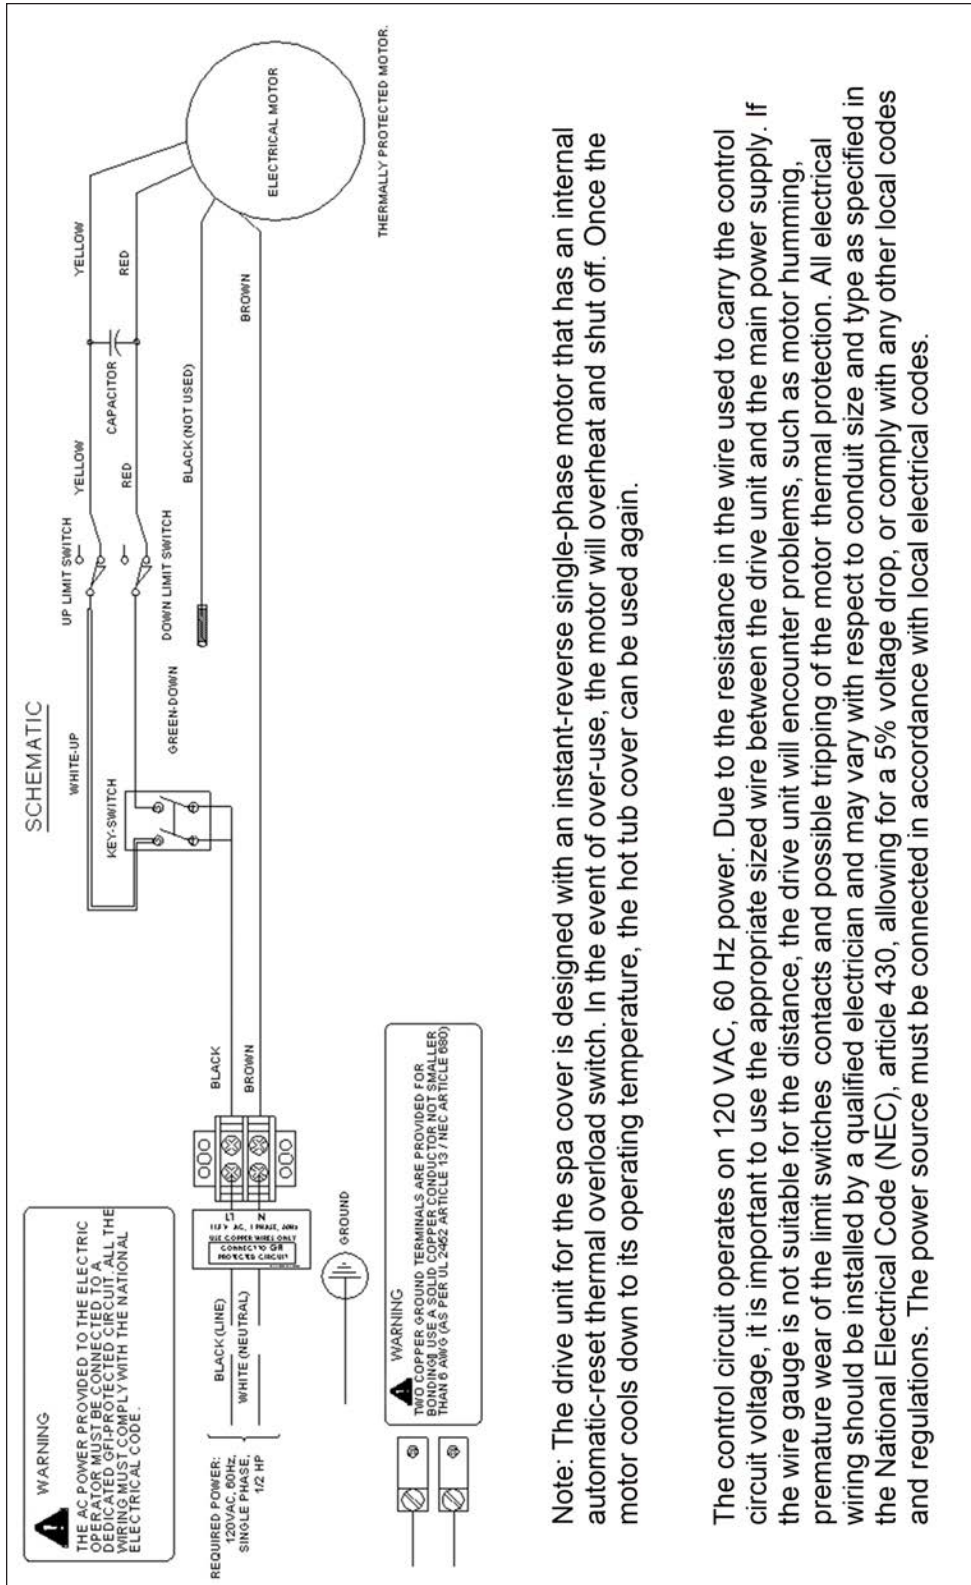 SCHEMATIC
WARNING
THE AC POWER PROVIDED TO THE ELECTRIC
OPERATOR MUST BE CONNECTED TO A
DEDICATED GFI-PROTECTED CIRCUIT. ALL THE
WIRING MUST COMPLY WITH THE NATIONAL
ELECTRICAL CODE.
REQUIRED POWER:
120VAC, 60Hz,
SINGLE PHASE,
1/2 HP
BLACK (LINE)
WHITE (NEUTRAL)
L1
N
115V AC, 1 PHASE, 60Hz
USE COPPER WIRES ONLY
CONNECT TO GFI
PROTECTED CIRCUIT
GROUND
BLACK
BROWN
WARNING
TWO COPPER GROUND TERMINALS ARE PROVIDED FOR
BONDING USE A SOLID COPPER CONDUCTOR NOT SMALLER
THAN 6 AWG (AS PER UL 2452 ARTICLE 13 / NEC ARTICLE 680)
KEY-SWITCH
WHITE-UP
GREEN-DOWN
UP LIMIT SWITCH
DOWN LIMIT SWITCH
YELLOW
RED
CAPACITOR
YELLOW
RED
BLACK (NOT USED)
BROWN
ELECTRICAL MOTOR
THERMALLY PROTECTED MOTOR.
Note: The drive unit for the spa cover is designed with an instant-reverse single-phase motor that has an internal
automatic-reset thermal overload switch. In the event of over-use, the motor will overheat and shut off. Once the
motor cools down to its operating temperature, the hot tub cover can be used again.
The control circuit operates on 120 VAC, 60 Hz power. Due to the resistance in the wire used to carry the control
circuit voltage, it is important to use the appropriate sized wire between the drive unit and the main power supply. If
the wire gauge is not suitable for the distance, the drive unit will encounter problems, such as motor humming,
premature wear of the limit switches contacts and possible tripping of the motor thermal protection. All electrical
wiring should be installed by a qualified electrician and may vary with respect to conduit size and type as specified in
the National Electrical Code (NEC), article 430, allowing for a 5% voltage drop, or comply with any other local codes
and regulations. The power source must be connected in accordance with local electrical codes.